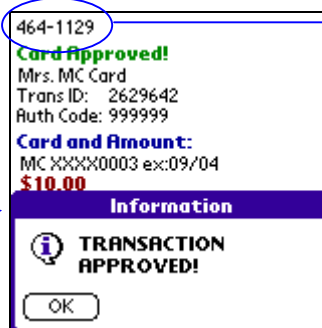 464-1129
Card Approved!
Mrs. MC Card
Trans ID: 2629642
Auth Code: 999999
Card and Amount:
MC XXXX0003 ex:09/04
$10.00
Information
TRANSACTION
APPROVED!
OK